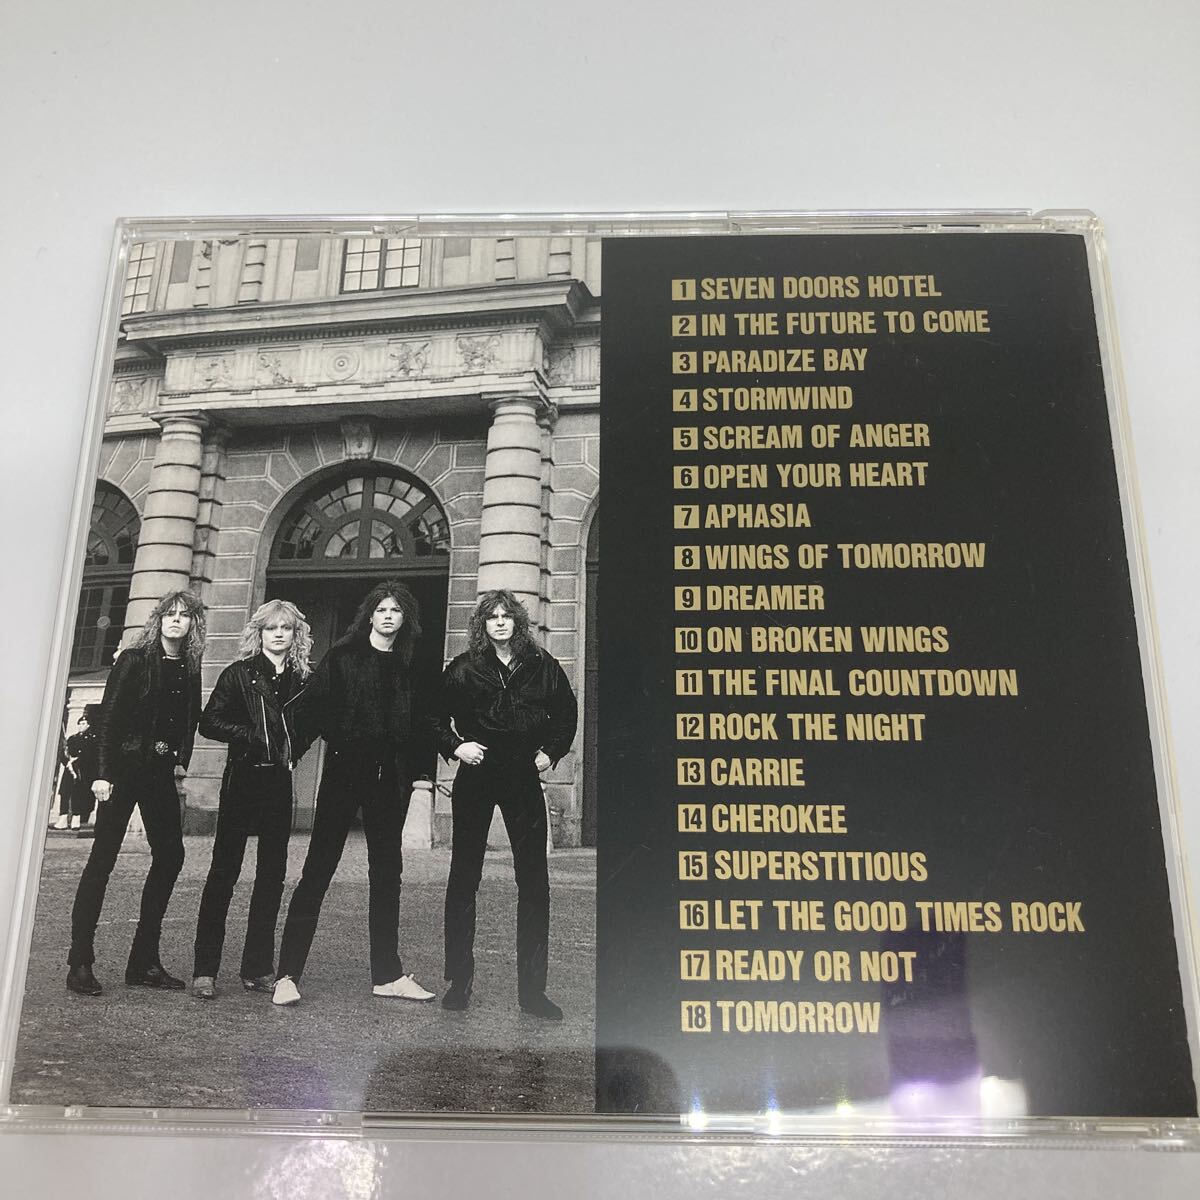 1 SEVEN DOORS HOTEL
2 IN THE FUTURE TO COME
3 PARADIZE BAY
4 STORMWIND
5 SCREAM OF ANGER
6 OPEN YOUR HEART
7 APHASIA
8 WINGS OF TOMORROW
9 DREAMER
10 ON BROKEN WINGS
11 THE FINAL COUNTDOWN
12 ROCK THE NIGHT
13 CARRIE
14 CHEROKEE
15 SUPERSTITIOUS
16 LET THE GOOD TIMES ROCK
17 READY OR NOT
18 TOMORROW